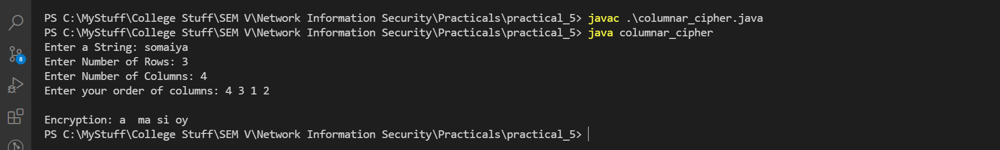 PS C:\MyStuff\College Stuff\SEM V\Network Information Security\Practicals\practical_5> javac .\columnar_cipher.java
PS C:\MyStuff\College Stuff\SEM V\Network Information Security\Practicals\practical_5> java columnar_cipher
Enter a String: somaiya
Enter Number of Rows: 3
8
Enter Number of Columns: 4
Enter your order of columns: 4 3 1 2
Encryption: a  ma si oy
PS C:\MyStuff\College Stuff\SEM V\Network Information Security\Practicals\practical_5>